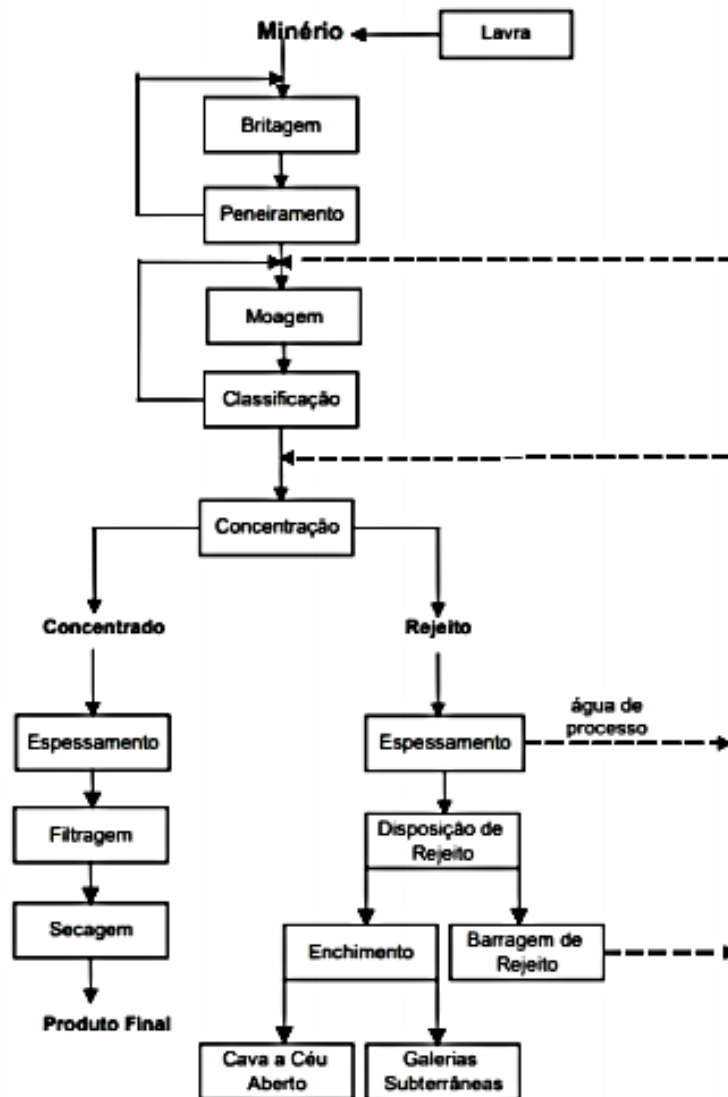 Minério
Lavra
Britagem
Peneiramento
Moagem
Classificação
Concentração
Concentrado
Rejeito
água de
processo
Espessamento
Espessamento
Filtragem
Disposição de
Rejeito
Secagem
Enchimento
Barragem de
Rejeito
Produto Final
Cava a Céu
Aberto
Galerias
Subterrâneas